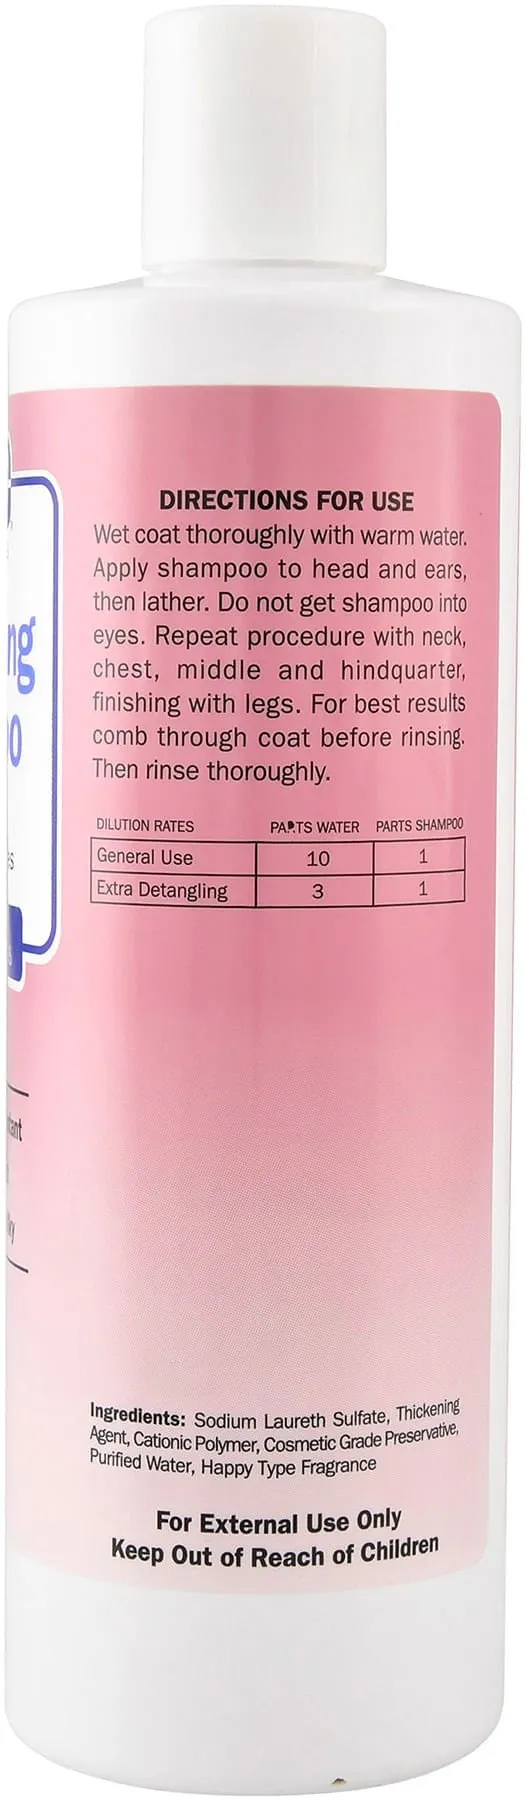 DIRECTIONS FOR USE
Wet coat thoroughly with warm water.
Apply shampoo to head and ears,
then lather. Do not get shampoo into
eyes. Repeat procedure with neck,
chest, middle and hindquarter,
finishing with legs. For best results
comb through coat before rinsing.
Then rinse thoroughly.
DILUTION RATES PARTS WATER PARTS SHAMPOO
General Use 10 1
Extra Detangling 3 1
Ingredients: Sodium Laureth Sulfate, Thickening
Agent, Cationic Polymer, Cosmetic Grade Preservative,
Purified Water, Happy Type Fragrance
For External Use Only
Keep Out of Reach of Children